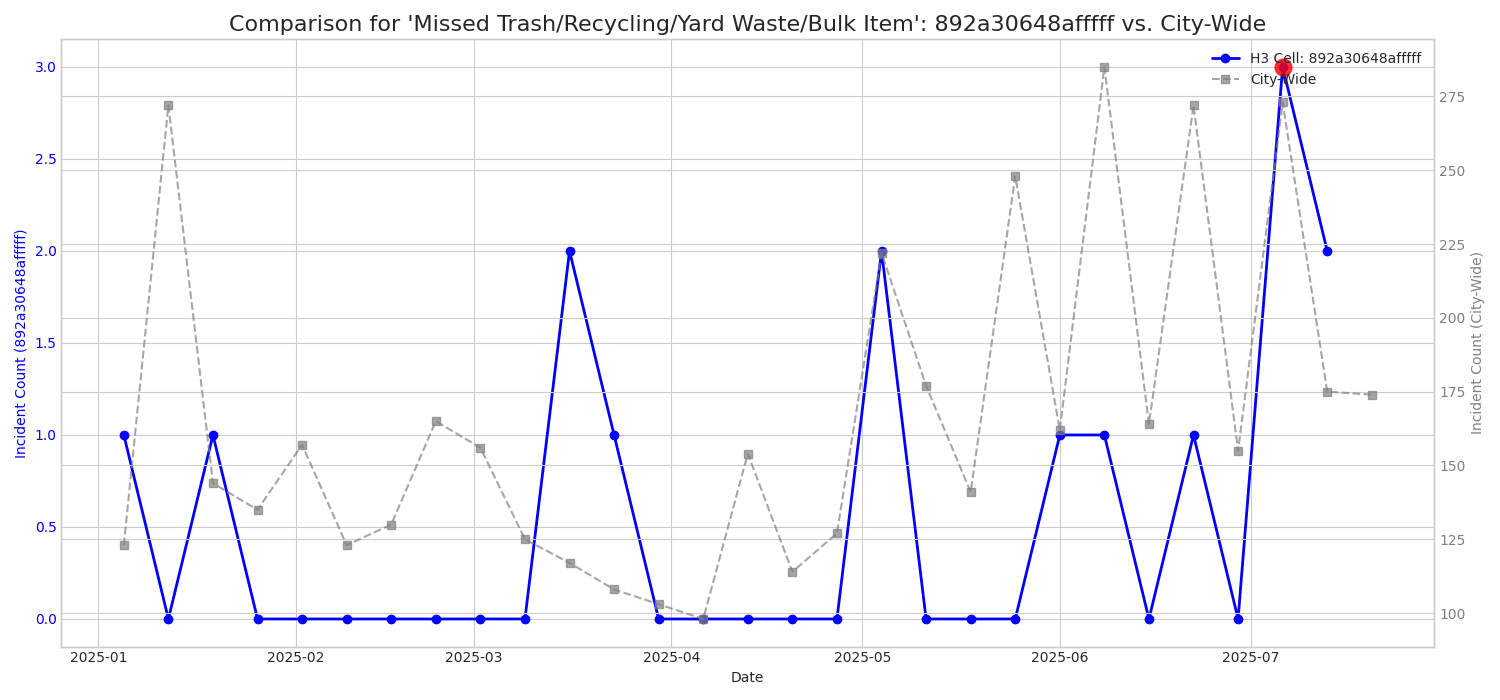 Comparison for 'Missed Trash/Recycling/Yard Waste/Bulk Item': 892a30648afffff vs. City-Wide
H3 Cell: 892a30648afffff
City-Wide
3.0
2.5
2.0
1.5
1.0
0.5
0.0
Incident Count (892a30648afffff)
275
250
225
200
175
150
125
100
Incident Count (City-Wide)
2025-01 2025-02 2025-03 2025-04 2025-05 2025-06 2025-07
Date